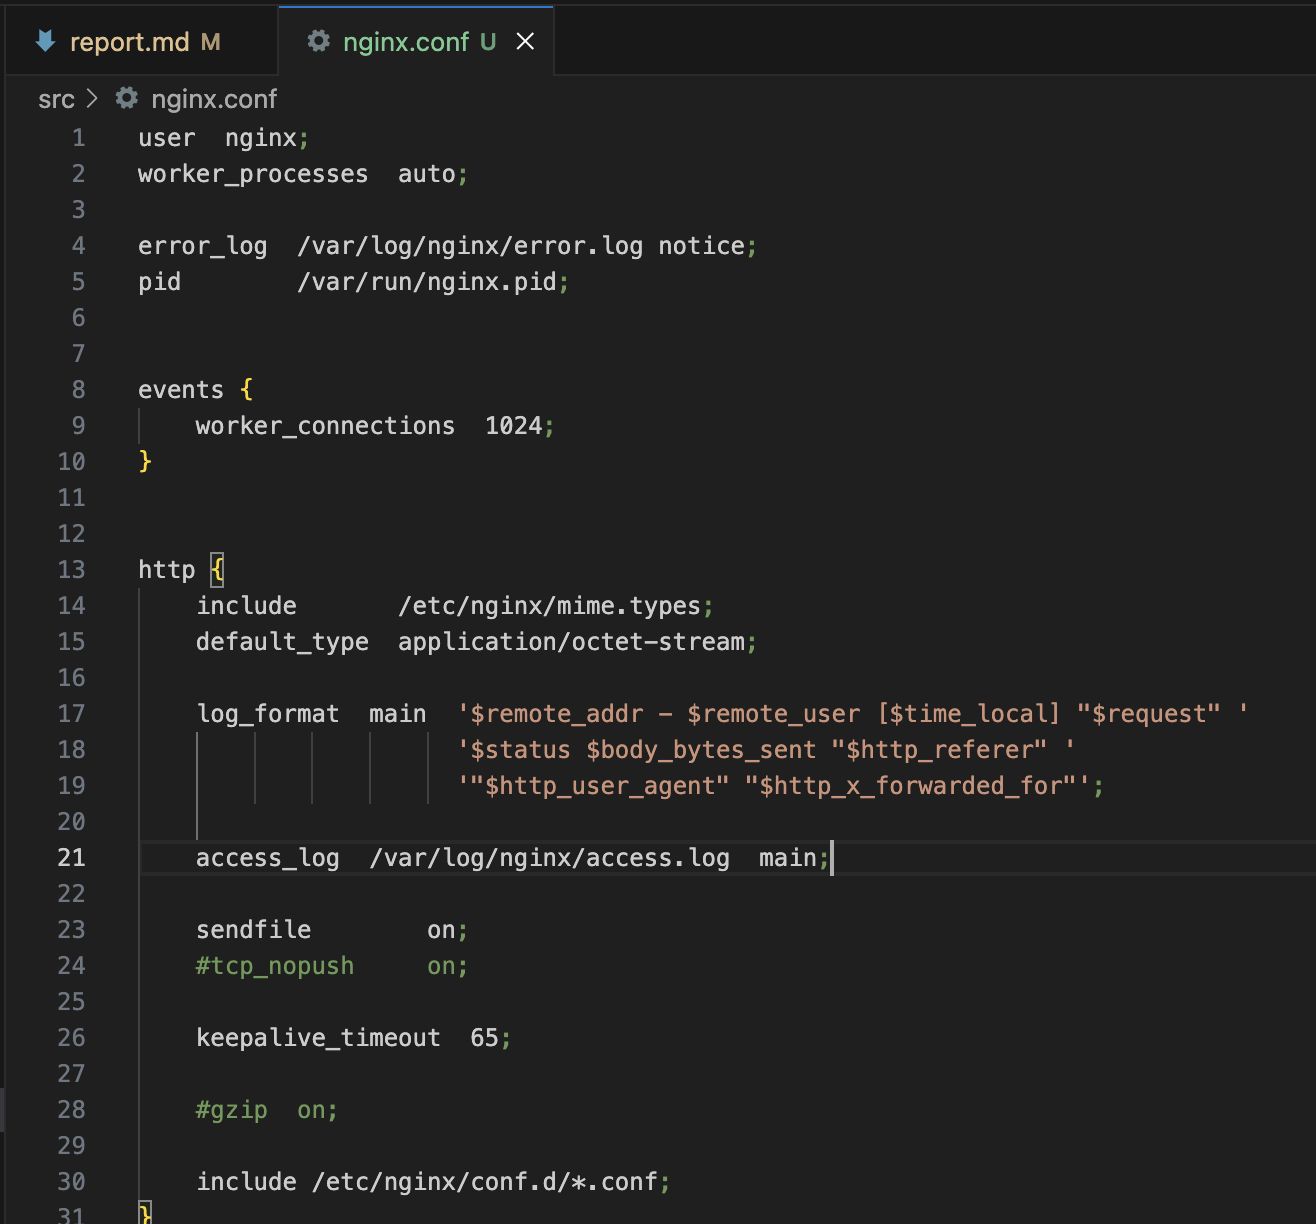 report.md M
nginx.conf U
src > nginx.conf
1 user  nginx;
2 worker_processes  auto;
3
4 error_log  /var/log/nginx/error.log notice;
5 pid        /var/run/nginx.pid;
6
7
8 events {
9     worker_connections  1024;
10 }
11
12
13 http {
14     include       /etc/nginx/mime.types;
15     default_type  application/octet-stream;
16
17     log_format  main  '$remote_addr - $remote_user [$time_local] "$request" '
18                       '$status $body_bytes_sent "$http_referer" '
19                       '"$http_user_agent" "$http_x_forwarded_for"';
20
21     access_log  /var/log/nginx/access.log  main;
22
23     sendfile        on;
24     #tcp_nopush     on;
25
26     keepalive_timeout  65;
27
28     #gzip  on;
29
30     include /etc/nginx/conf.d/*.conf;
31 }